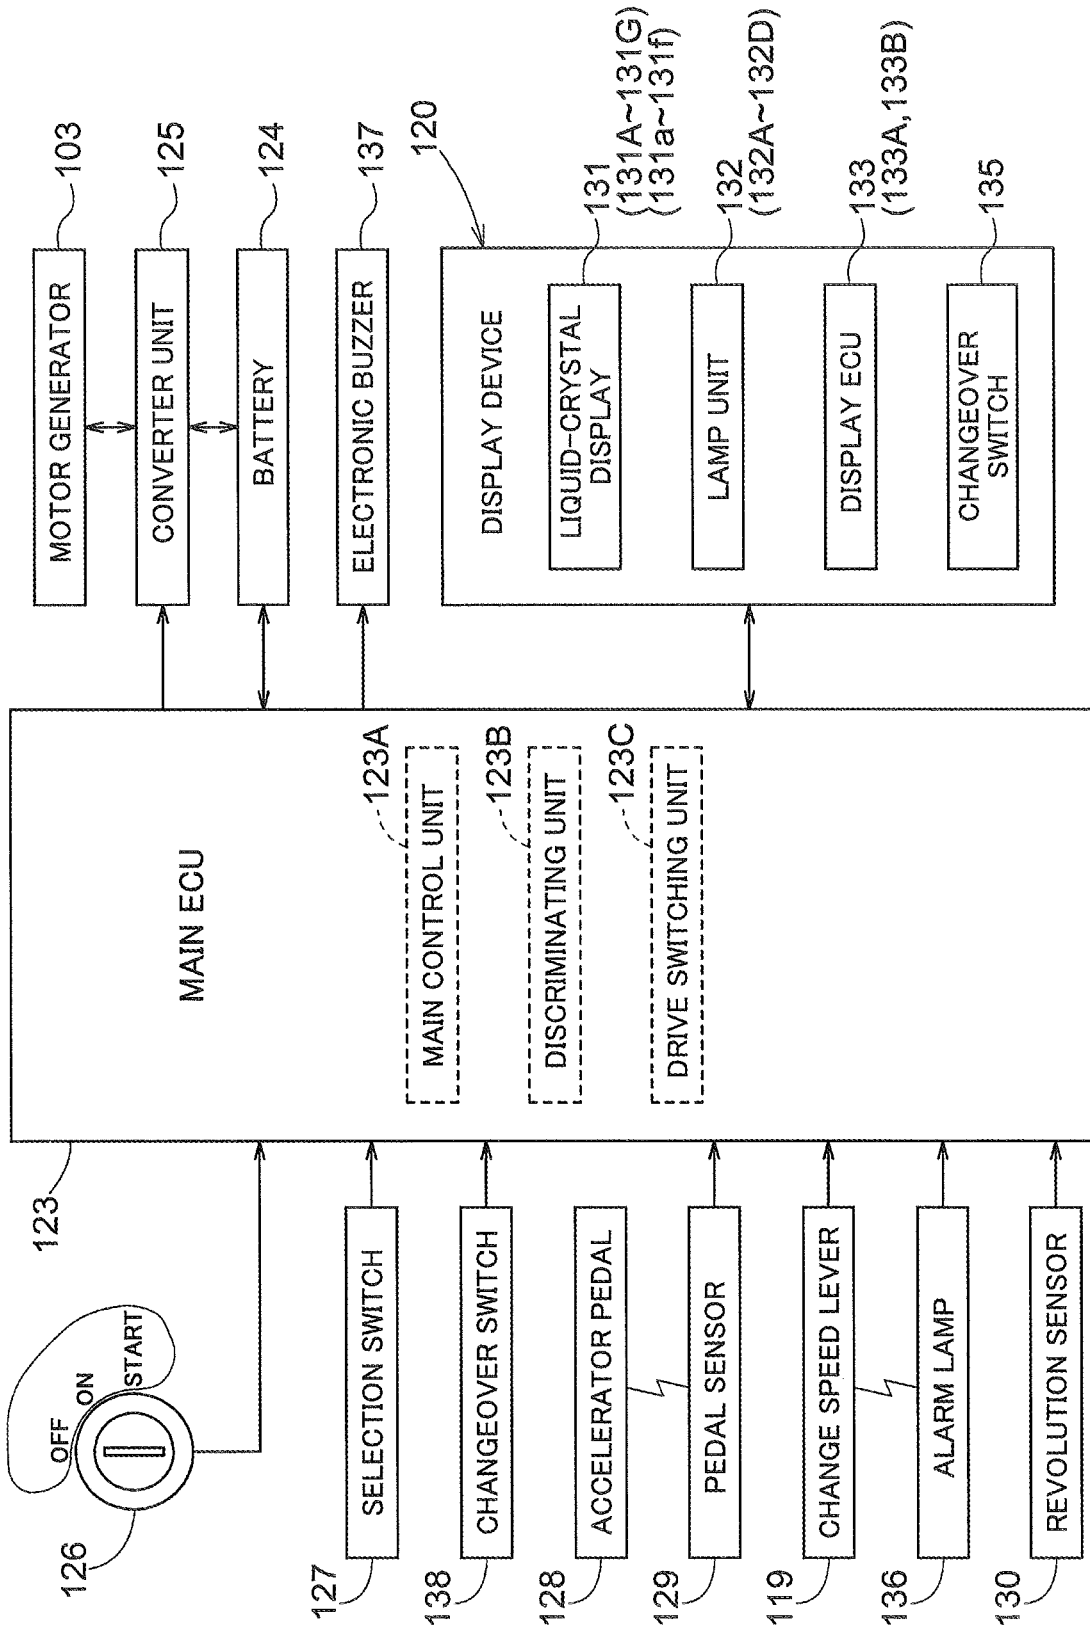 126
OFF
ON
START
123
MAIN ECU
MAIN CONTROL UNIT
123A
DISCRIMINATING UNIT
123B
DRIVE SWITCHING UNIT
123C
127
SELECTION SWITCH
138
CHANGEOVER SWITCH
128
ACCELERATOR PEDAL
129
PEDAL SENSOR
119
CHANGE SPEED LEVER
136
ALARM LAMP
130
REVOLUTION SENSOR
MOTOR GENERATOR
103
CONVERTER UNIT
125
BATTERY
124
ELECTRONIC BUZZER
137
120
DISPLAY DEVICE
LIQUID-CRYSTAL
DISPLAY
131
(131A~131G)
(131a~131f)
LAMP UNIT
132
(132A~132D)
DISPLAY ECU
133
(133A,133B)
CHANGEOVER
SWITCH
135